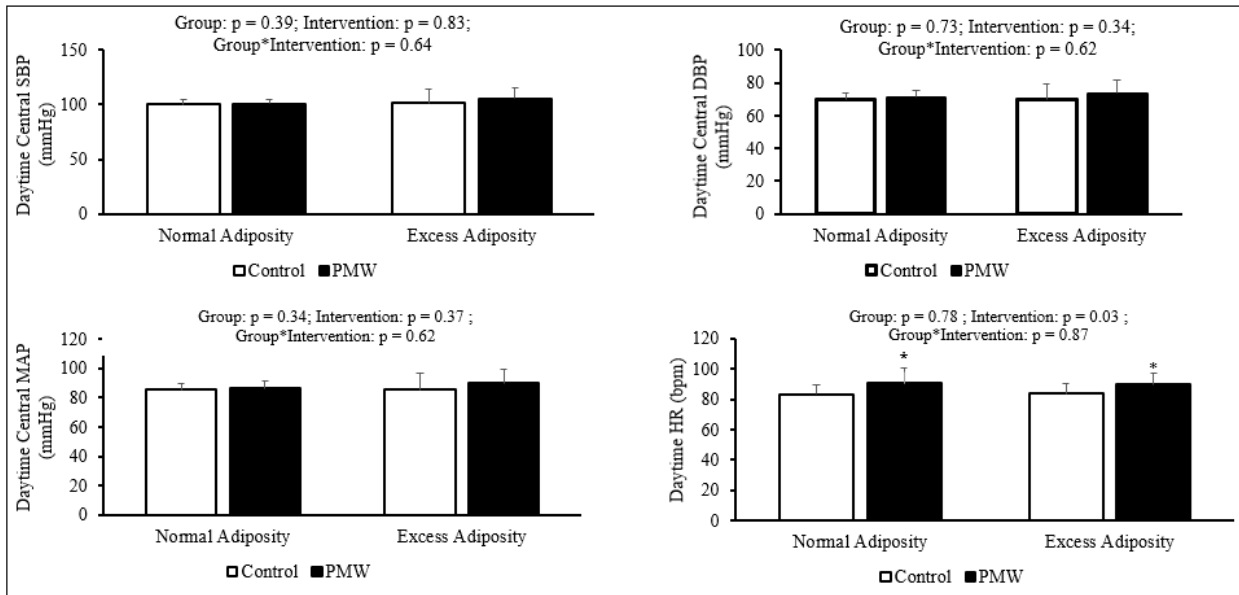 Group: p = 0.39; Intervention: p = 0.83;
Group*Intervention: p = 0.64
Daytime Central SBP
(mmHg)
150
100
50
0
Normal Adiposity
Excess Adiposity
Control
PMW
Group: p = 0.73; Intervention: p = 0.34;
Group*Intervention: p = 0.62
Daytime Central DBP
(mmHg)
100
80
60
40
20
0
Normal Adiposity
Excess Adiposity
Control
PMW
Group: p = 0.34; Intervention: p = 0.37 ;
Group*Intervention: p = 0.62
Daytime Central MAP
(mmHg)
120
100
80
60
40
20
0
Normal Adiposity
Excess Adiposity
Control
PMW
Group: p = 0.78 ; Intervention: p = 0.03 ;
Group*Intervention: p = 0.87
Daytime HR (bpm)
120
100
80
60
40
20
0
*
*
Normal Adiposity
Excess Adiposity
Control
PMW